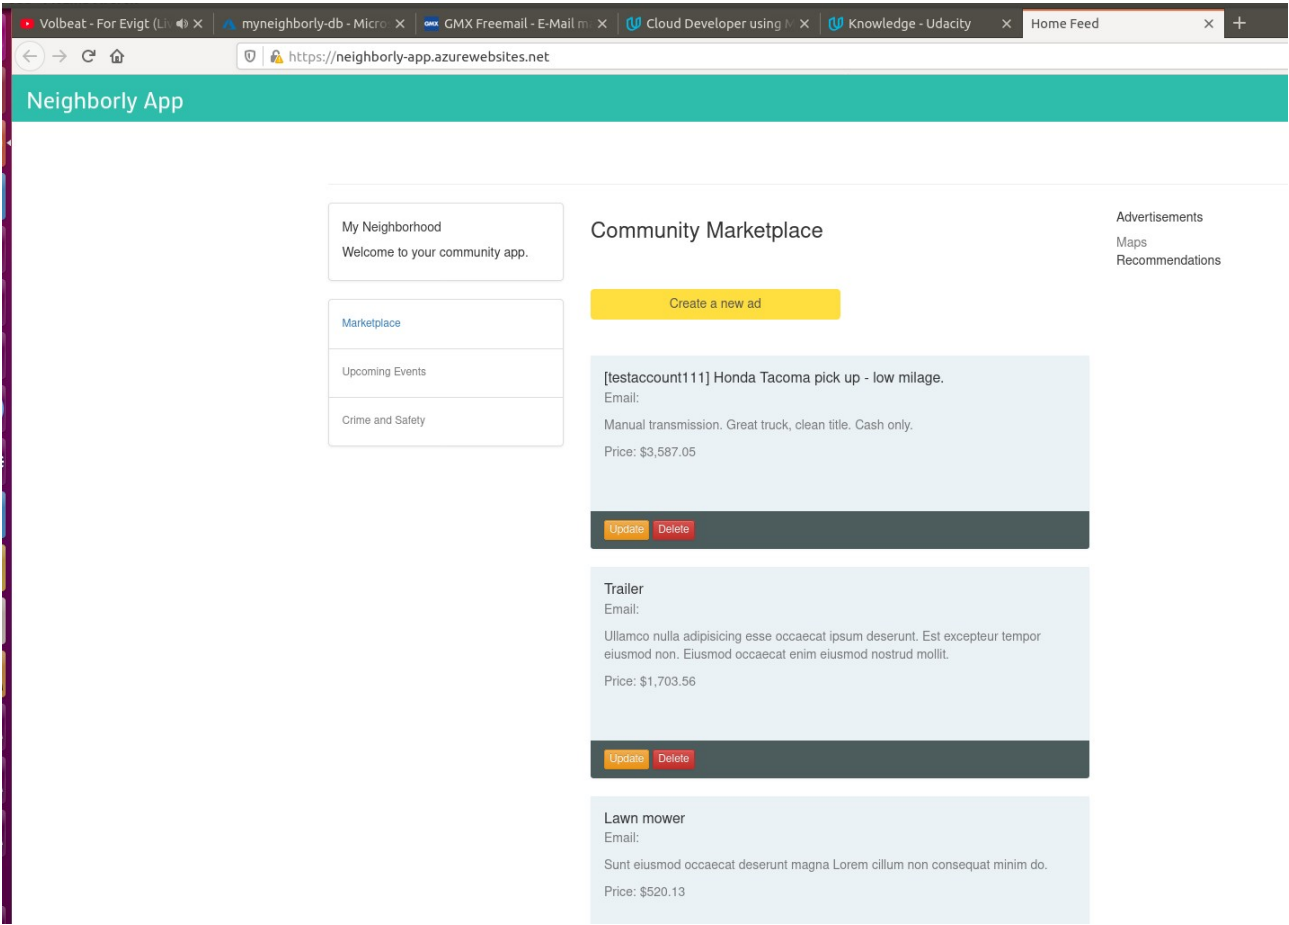 Volbeat - For Evigt (Li
myneighborly-db - Micro
GMX Freemail - E-Mail m
Cloud Developer using M
Knowledge - Udacity
Home Feed
https://neighborly-app.azurewebsites.net
Neighborly App
My Neighborhood
Welcome to your community app.
Marketplace
Upcoming Events
Crime and Safety
Community Marketplace
Create a new ad
[testaccount111] Honda Tacoma pick up - low milage.
Email:
Manual transmission. Great truck, clean title. Cash only.
Price: $3,587.05
Update Delete
Trailer
Email:
Ullamco nulla adipisicing esse occaecat ipsum deserunt. Est excepteur tempor
eiusmod non. Eiusmod occaecat enim eiusmod nostrud mollit.
Price: $1,703.56
Update Delete
Lawn mower
Email:
Sunt eiusmod occaecat deserunt magna Lorem cillum non consequat minim do.
Price: $520.13
Advertisements
Maps
Recommendations